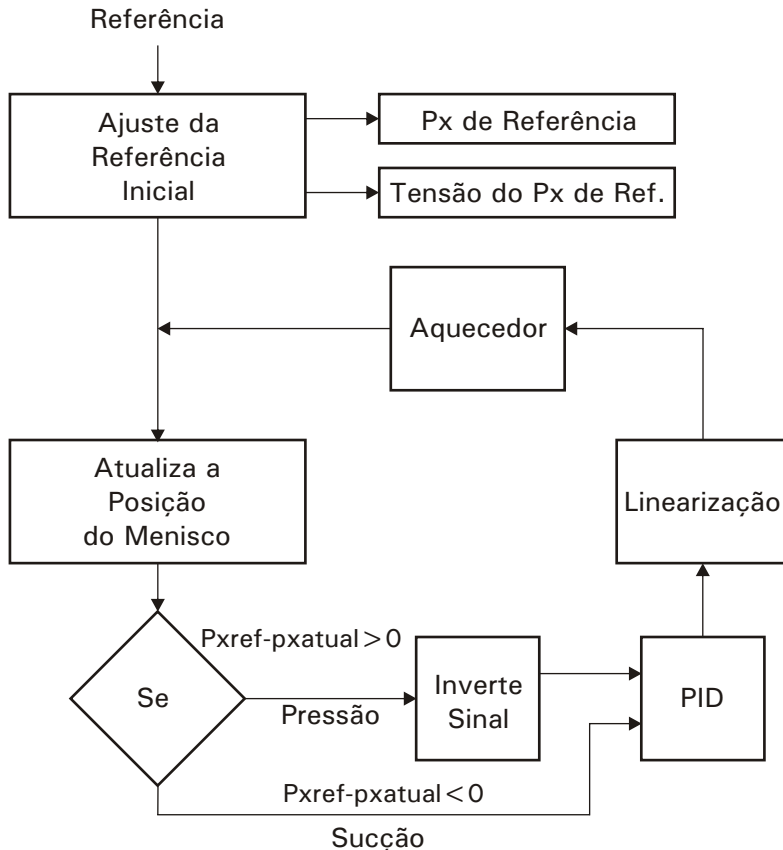 Referência
Ajuste da
Referência
Inicial
Px de Referência
Tensão do Px de Ref.
Aquecedor
Atualiza a
Posição
do Menisco
Linearização
Pxref-pxatual>0
Se
Pressão
Inverte
Sinal
PID
Pxref-pxatual<0
Sucção